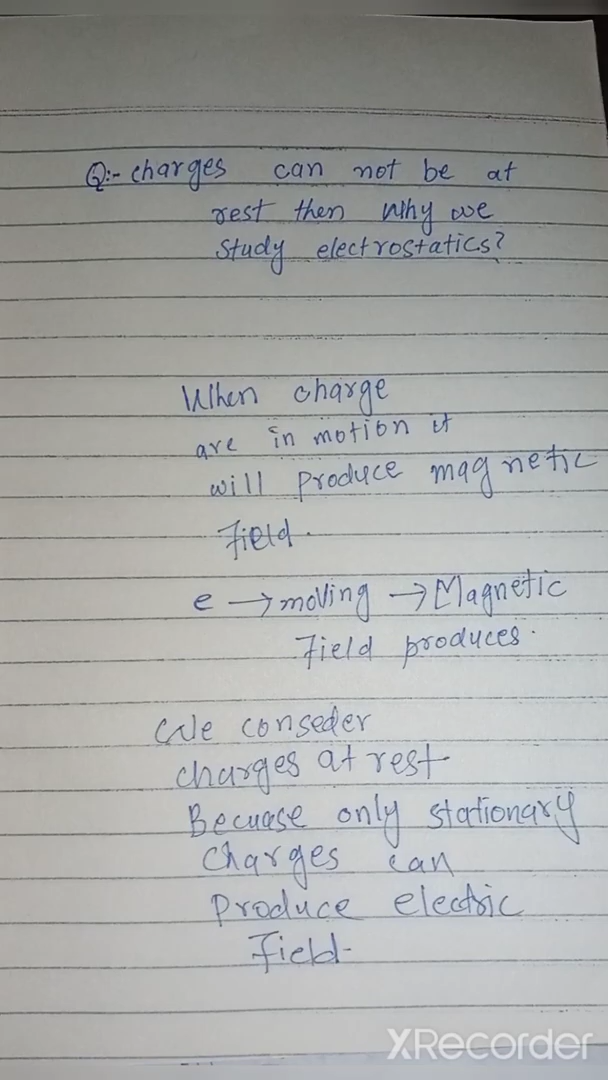 Q:- charges can not be at
rest then why we
study electrostatics?
When charge
are in motion it
will produce magnetic
field.
e → moving → Magnetic
Field produces.
We conseder
charges at rest
Becuase only stationary
charges can
produce electric
Field-
XRecorder